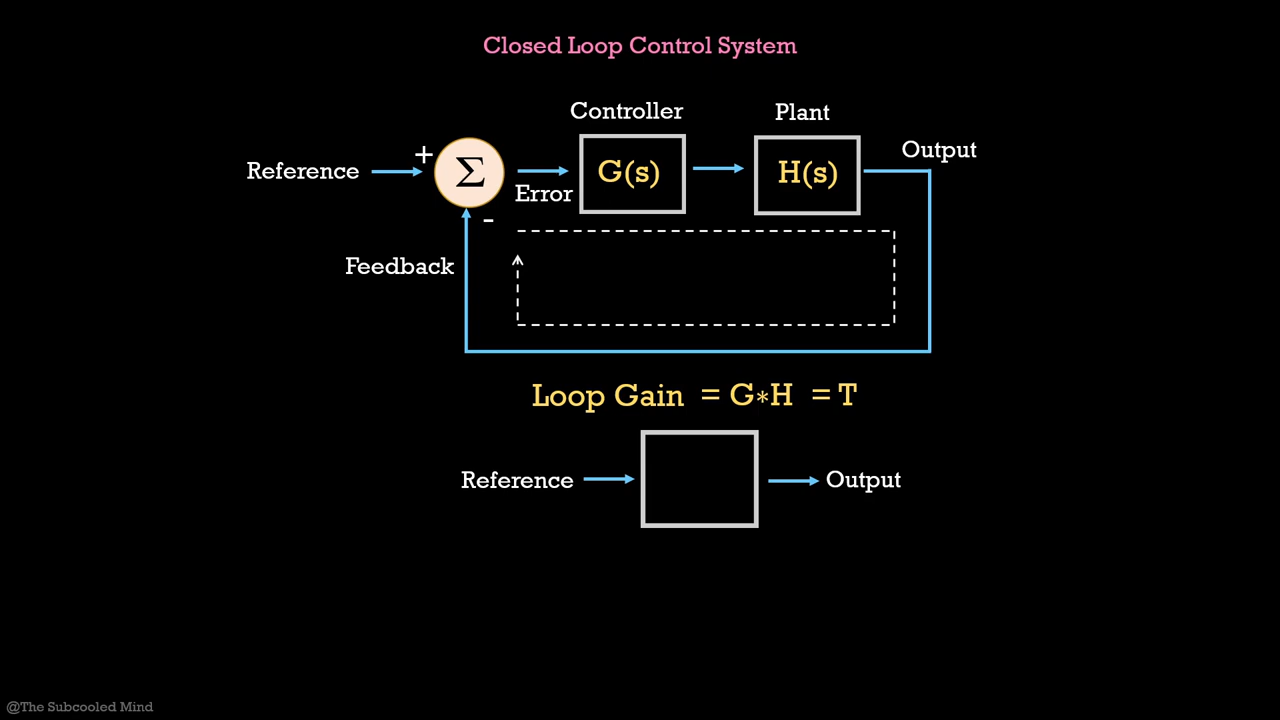 Closed Loop Control System
Controller
Plant
Output
+
Reference
Σ
Error
G(s)
H(s)
-
Feedback
Loop Gain = G*H = T
Reference
Output
@The Subcooled Mind